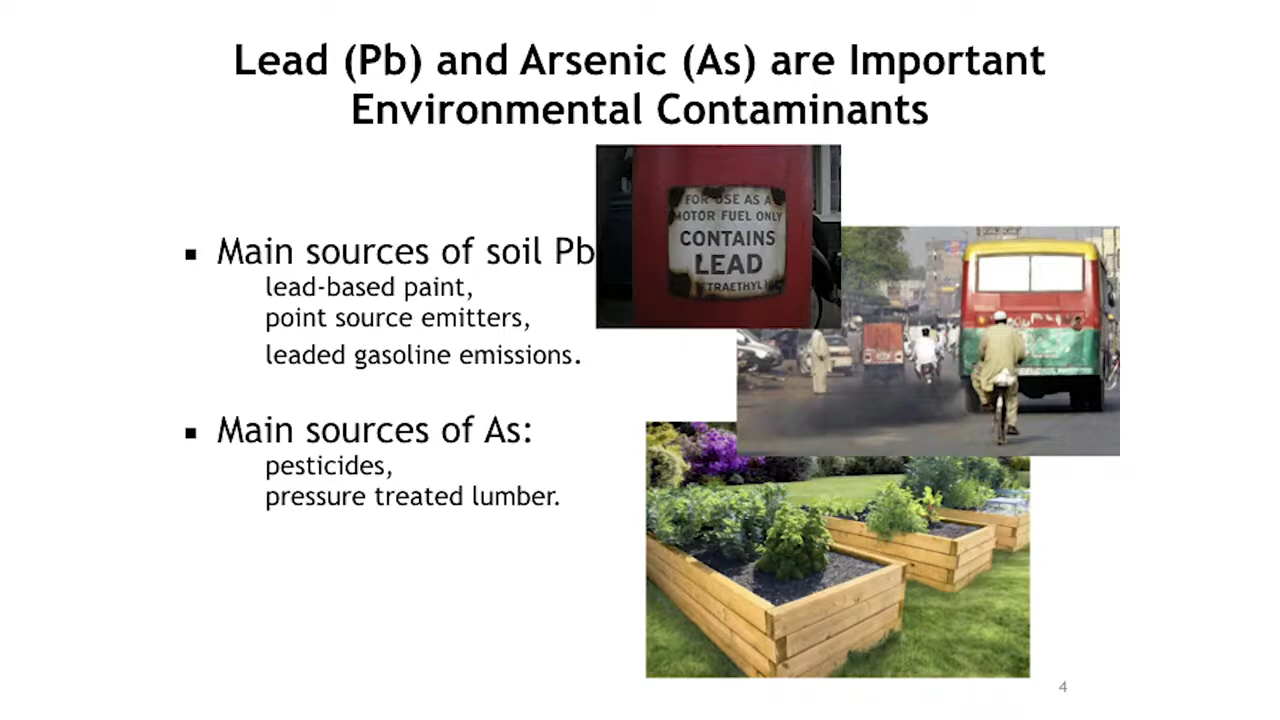 Lead (Pb) and Arsenic (As) are Important
Environmental Contaminants
▪ Main sources of soil Pb
lead-based paint,
point source emitters,
leaded gasoline emissions.
▪ Main sources of As:
pesticides,
pressure treated lumber.
FOR USE AS A
MOTOR FUEL ONLY
CONTAINS
LEAD
4